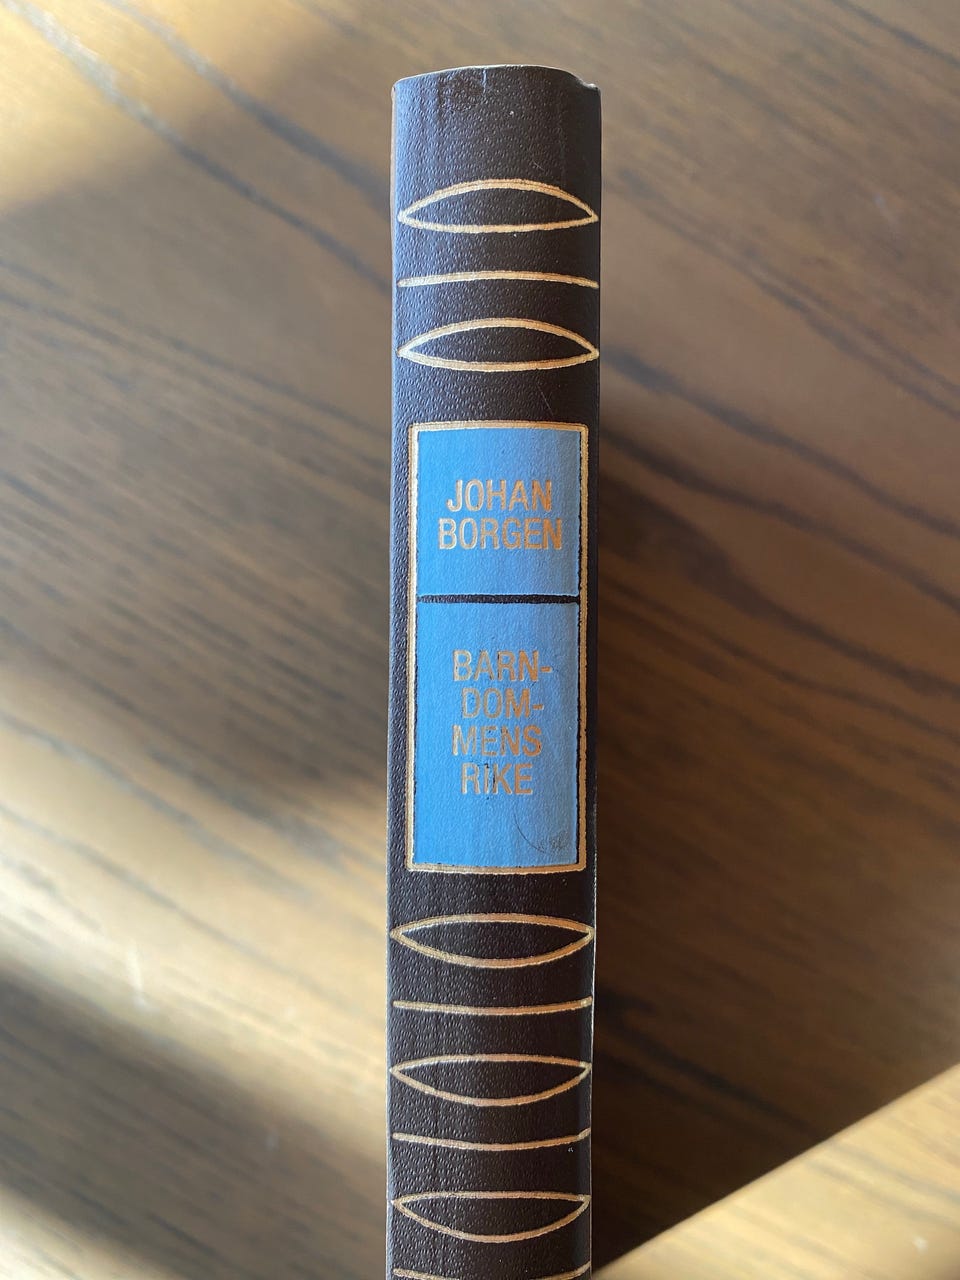 JOHAN
BORGEN
BARN-
DOM-
MENS
RIKE